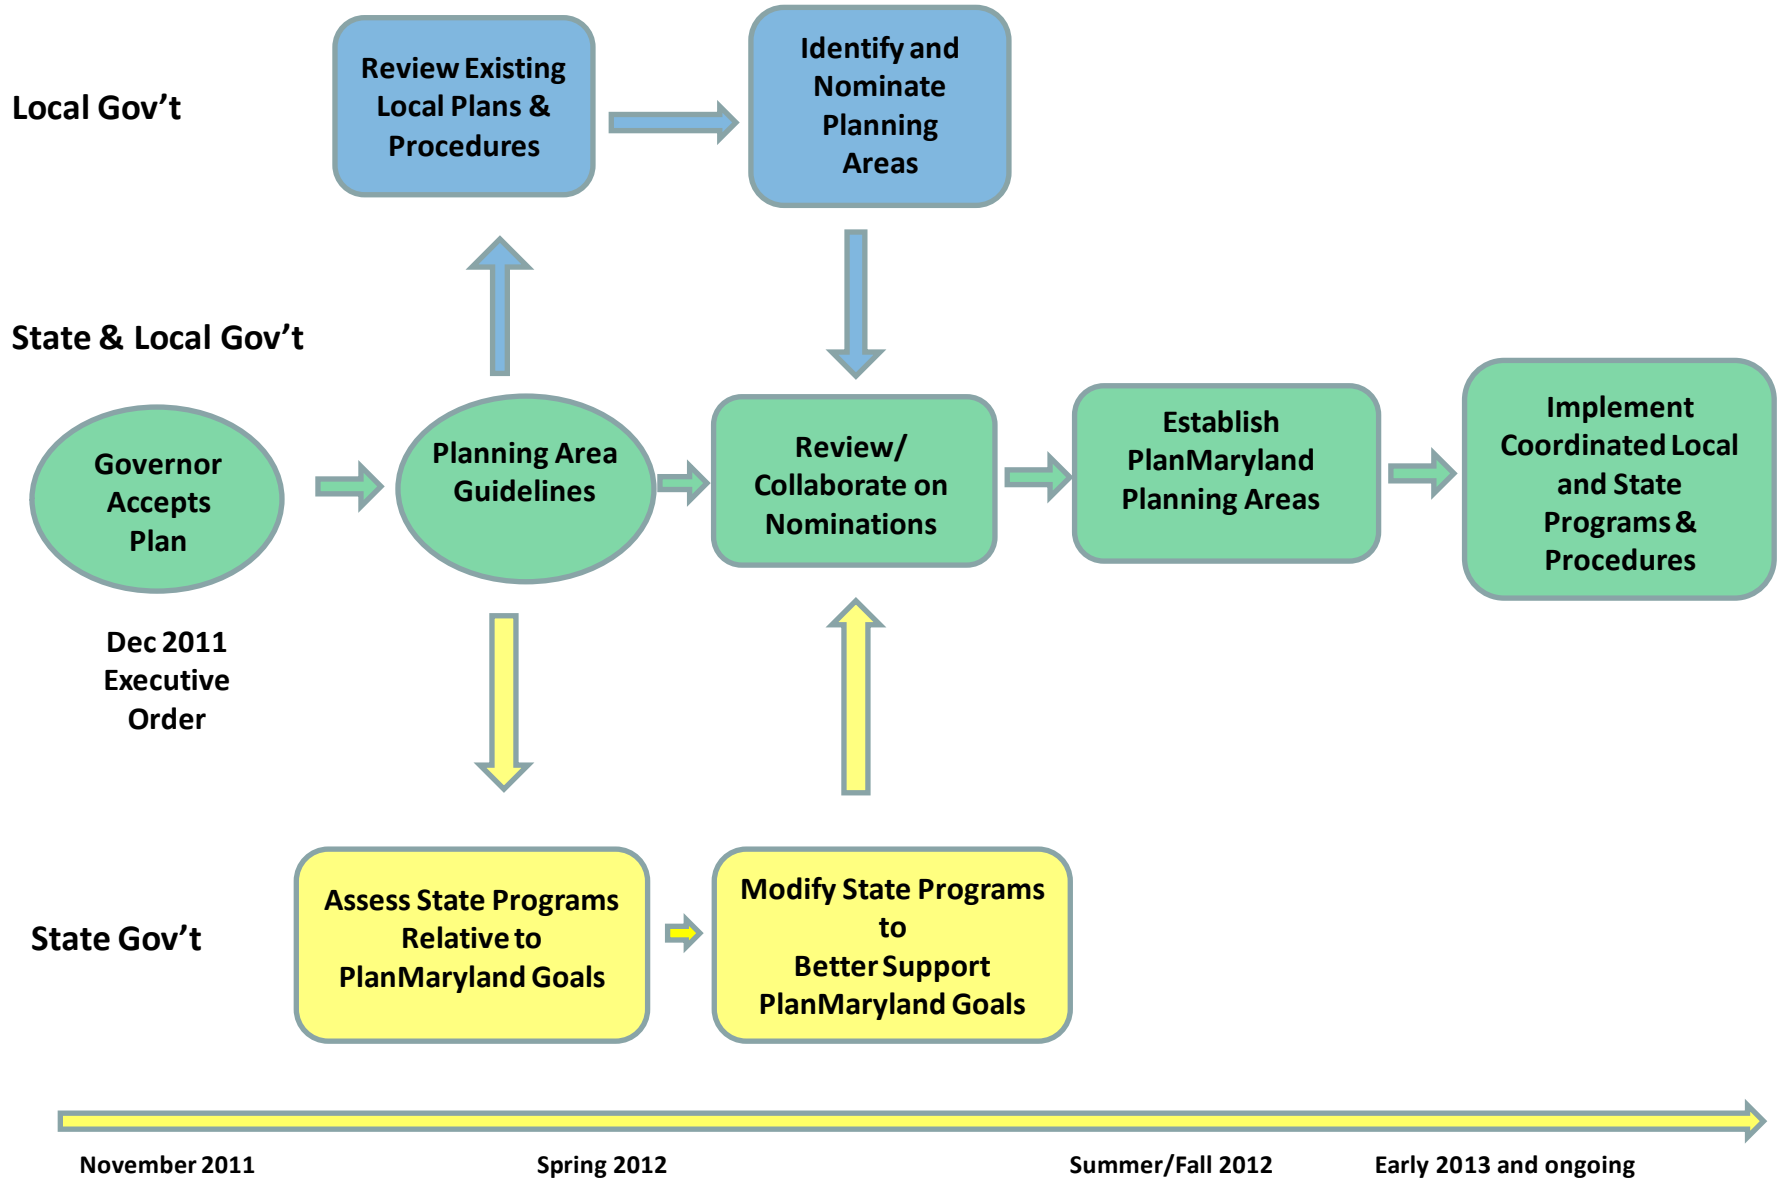 Local Gov't
Review Existing
Local Plans &
Procedures
Identify and
Nominate
Planning
Areas
State & Local Gov't
Governor
Accepts
Plan
Planning Area
Guidelines
Review/
Collaborate on
Nominations
Establish
PlanMaryland
Planning Areas
Implement
Coordinated Local
and State
Programs &
Procedures
Dec 2011
Executive
Order
State Gov't
Assess State Programs
Relative to
PlanMaryland Goals
Modify State Programs
to
Better Support
PlanMaryland Goals
November 2011
Spring 2012
Summer/Fall 2012
Early 2013 and ongoing